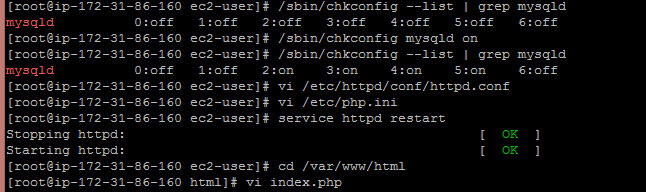 [root@ip-172-31-86-160 ec2-user]# /sbin/chkconfig --list | grep mysqld
mysqld 0:off 1:off 2:off 3:off 4:off 5:off 6:off
[root@ip-172-31-86-160 ec2-user]# /sbin/chkconfig mysqld on
[root@ip-172-31-86-160 ec2-user]# /sbin/chkconfig --list | grep mysqld
mysqld 0:off 1:off 2:on 3:on 4:on 5:on 6:off
[root@ip-172-31-86-160 ec2-user]# vi /etc/httpd/conf/httpd.conf
[root@ip-172-31-86-160 ec2-user]# vi /etc/php.ini
[root@ip-172-31-86-160 ec2-user]# service httpd restart
Stopping httpd: [ OK ]
Starting httpd: [ OK ]
[root@ip-172-31-86-160 ec2-user]# cd /var/www/html
[root@ip-172-31-86-160 html]# vi index.php